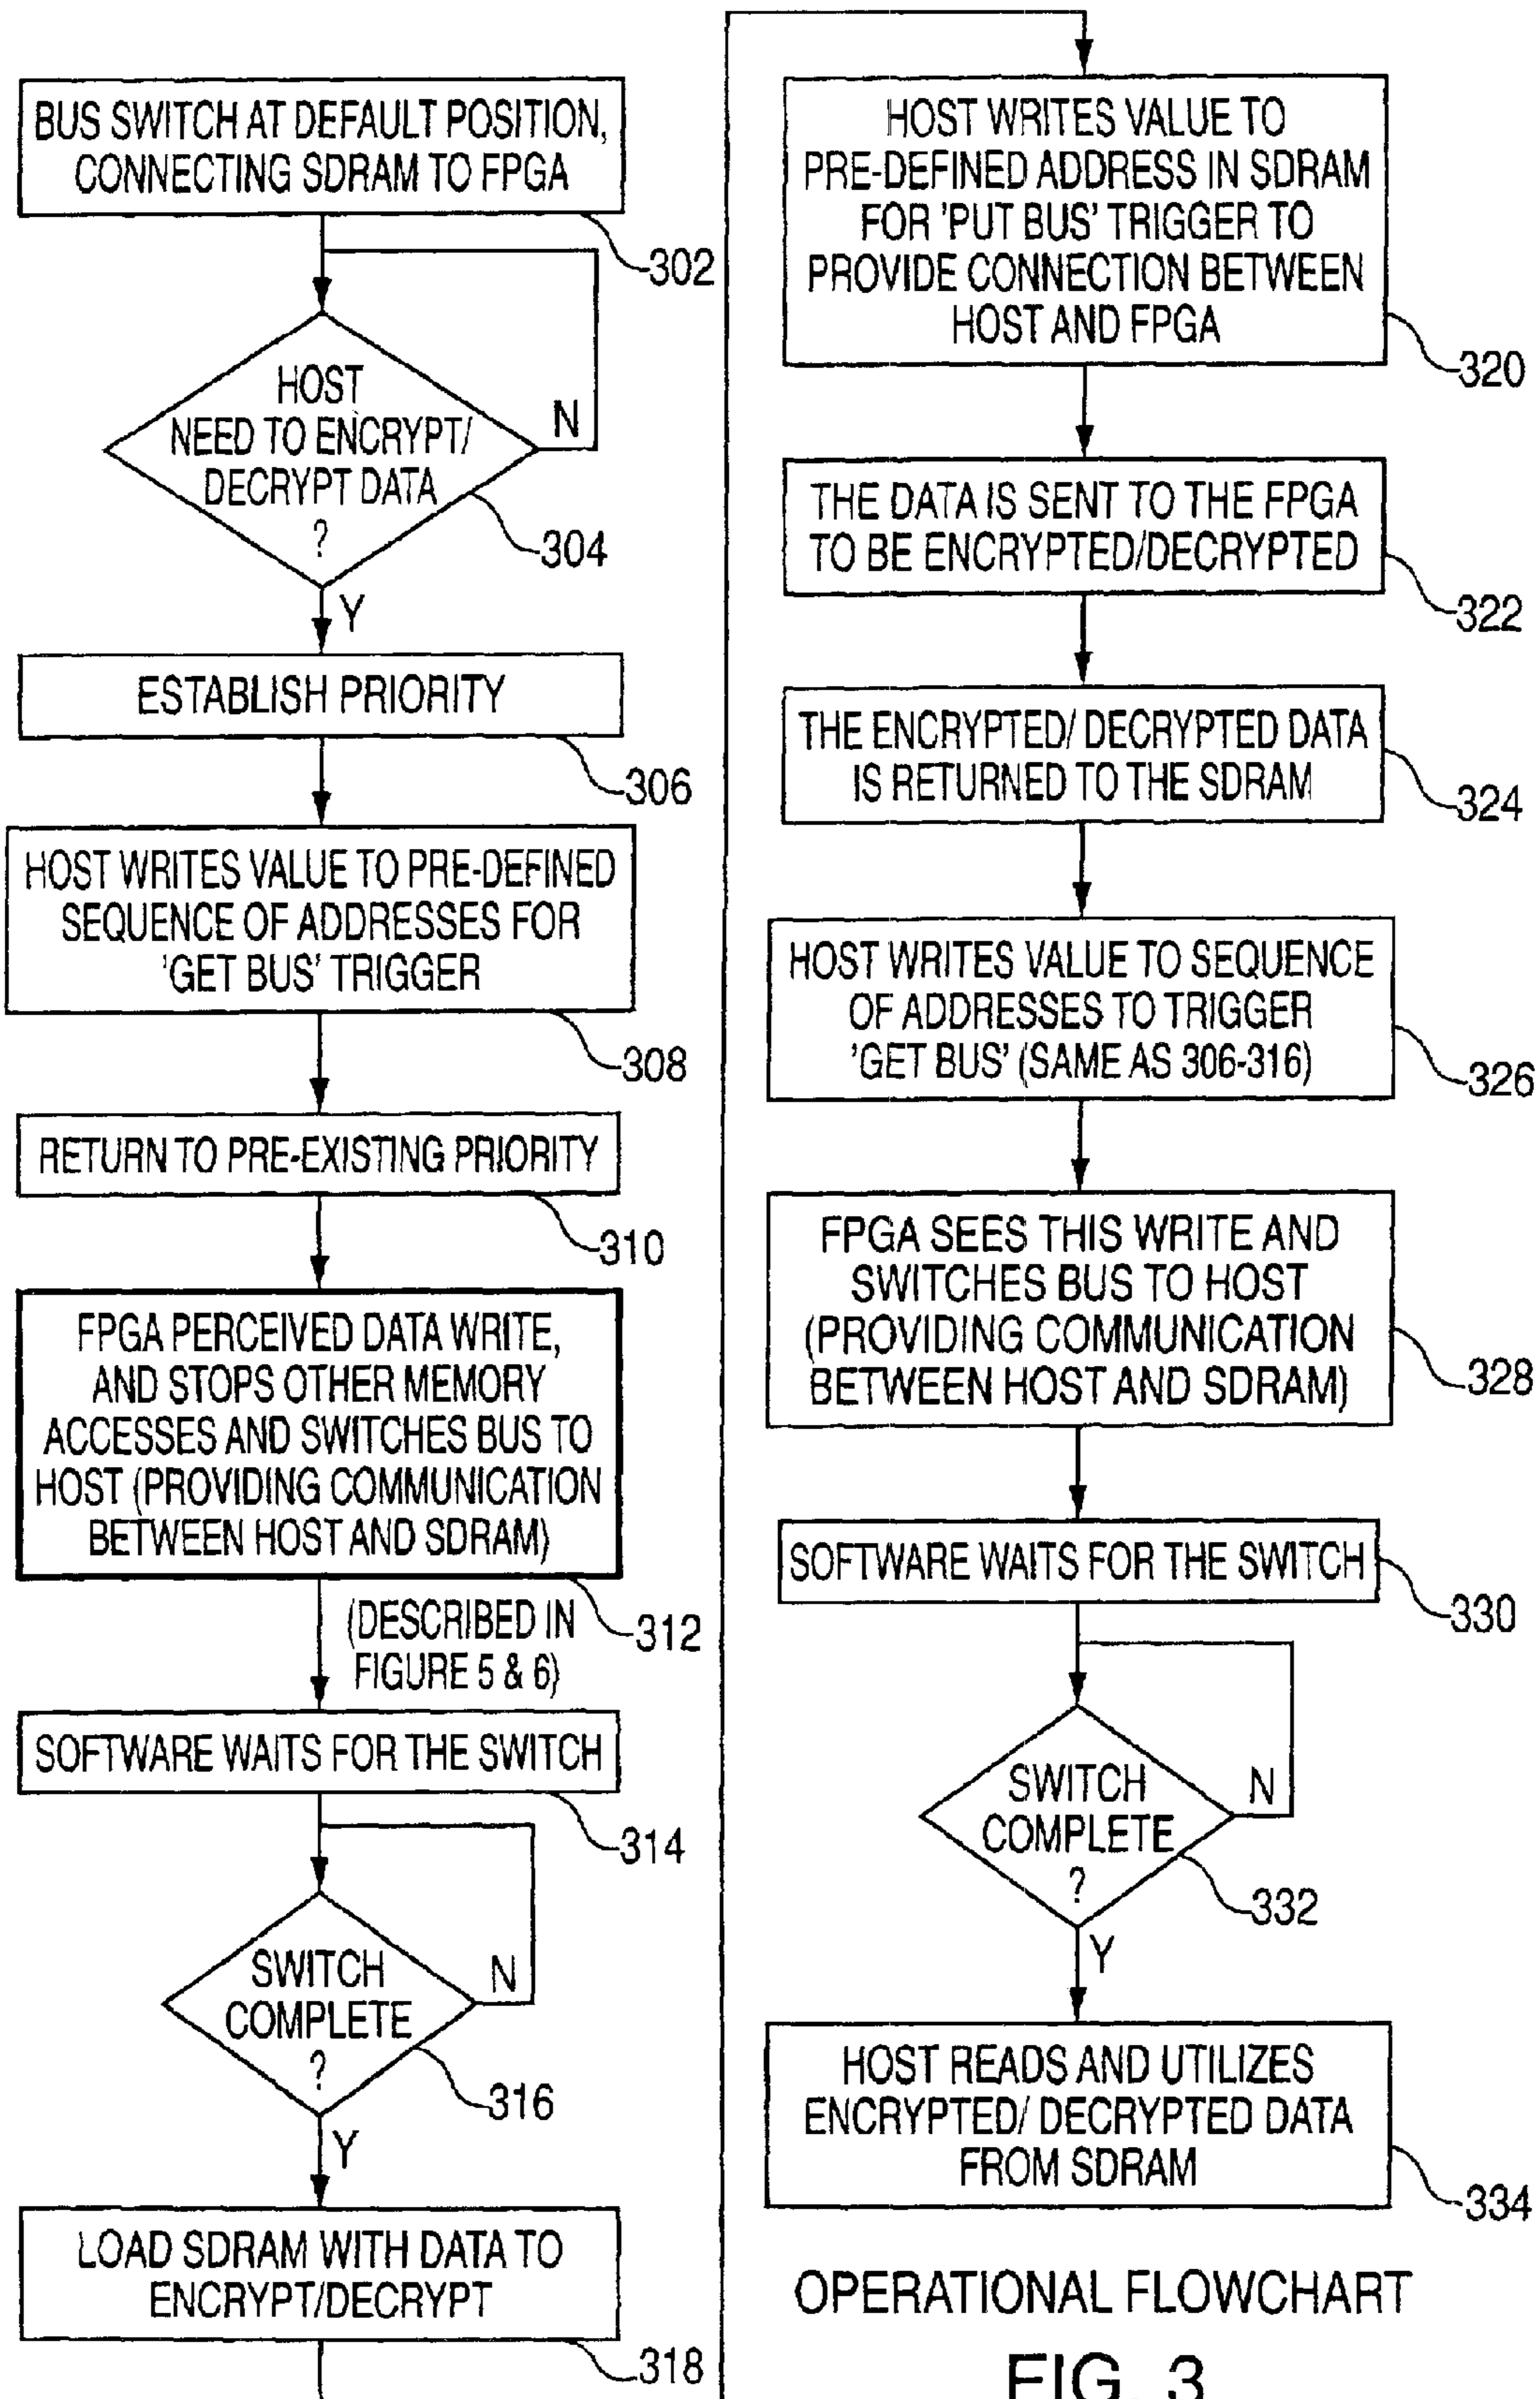 BUS SWITCH AT DEFAULT POSITION,
CONNECTING SDRAM TO FPGA
302
HOST
NEED TO ENCRYPT/
DECRYPT DATA
?
N
304
Y
ESTABLISH PRIORITY
306
HOST WRITES VALUE TO PRE-DEFINED
SEQUENCE OF ADDRESSES FOR
'GET BUS' TRIGGER
308
RETURN TO PRE-EXISTING PRIORITY
310
FPGA PERCEIVED DATA WRITE,
AND STOPS OTHER MEMORY
ACCESSES AND SWITCHES BUS TO
HOST (PROVIDING COMMUNICATION
BETWEEN HOST AND SDRAM)
312
(DESCRIBED IN
FIGURE 5 & 6)
SOFTWARE WAITS FOR THE SWITCH
314
SWITCH
COMPLETE
?
N
316
Y
LOAD SDRAM WITH DATA TO
ENCRYPT/DECRYPT
318
HOST WRITES VALUE TO
PRE-DEFINED ADDRESS IN SDRAM
FOR 'PUT BUS' TRIGGER TO
PROVIDE CONNECTION BETWEEN
HOST AND FPGA
320
THE DATA IS SENT TO THE FPGA
TO BE ENCRYPTED/DECRYPTED
322
THE ENCRYPTED/ DECRYPTED DATA
IS RETURNED TO THE SDRAM
324
HOST WRITES VALUE TO SEQUENCE
OF ADDRESSES TO TRIGGER
'GET BUS' (SAME AS 306-316)
326
FPGA SEES THIS WRITE AND
SWITCHES BUS TO HOST
(PROVIDING COMMUNICATION
BETWEEN HOST AND SDRAM)
328
SOFTWARE WAITS FOR THE SWITCH
330
SWITCH
COMPLETE
?
N
332
Y
HOST READS AND UTILIZES
ENCRYPTED/ DECRYPTED DATA
FROM SDRAM
334
OPERATIONAL FLOWCHART
FIG. 3